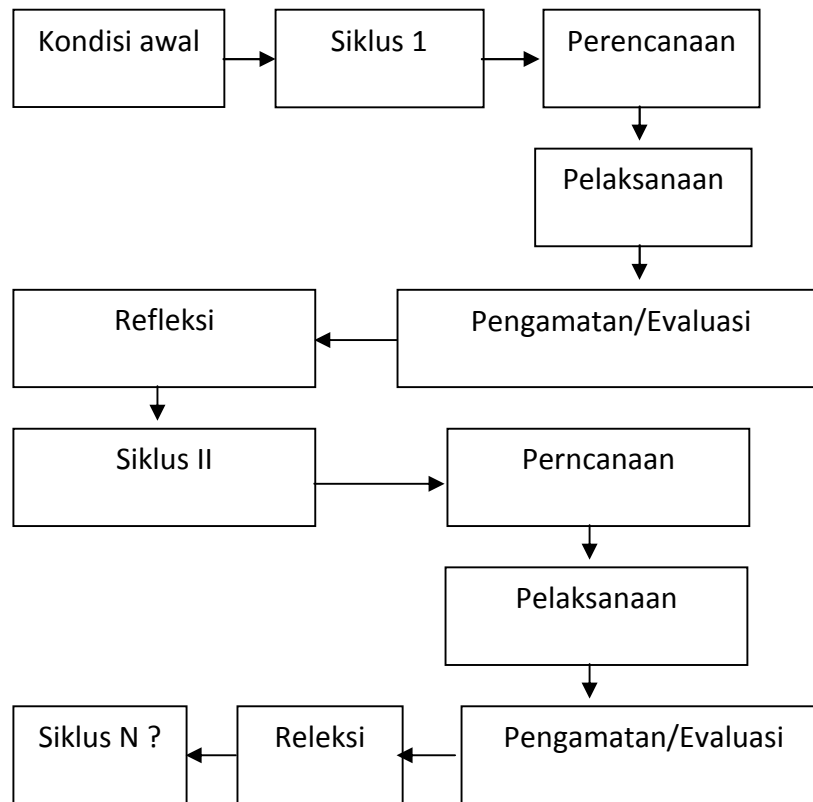 Kondisi awal
Siklus 1
Perencanaan
Pelaksanaan
Pengamatan/Evaluasi
Refleksi
Siklus II
Perncanaan
Pelaksanaan
Pengamatan/Evaluasi
Releksi
Siklus N ?